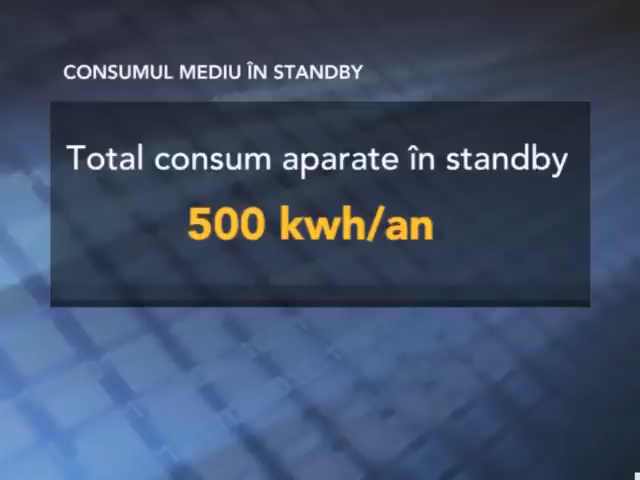 CONSUMUL MEDIU ÎN STANDBY
Total consum aparate în standby
500 kwh/an